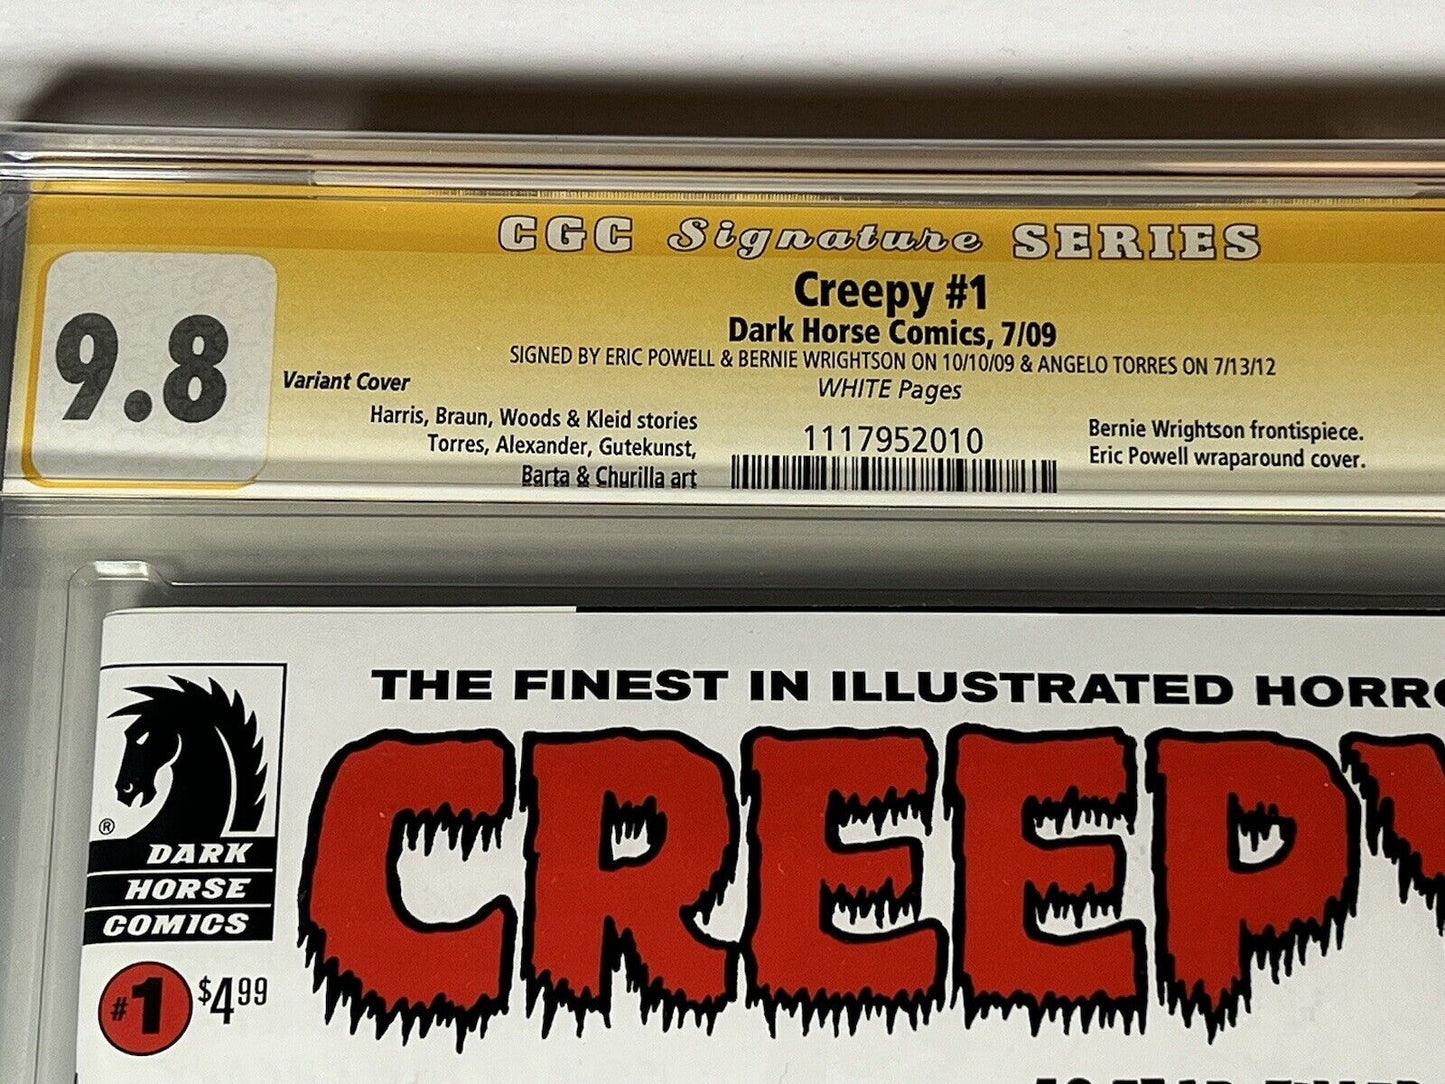 CGC Signature SERIES
9.8
Creepy #1
Dark Horse Comics, 7/09
SIGNED BY ERIC POWELL & BERNIE WRIGHTSON ON 10/10/09 & ANGELO TORRES ON 7/13/12
WHITE Pages
Variant Cover
Harris, Braun, Woods & Kleid stories
Torres, Alexander, Gutekunst,
Barta & Churilla art
1117952010
Bernie Wrightson frontispiece.
Eric Powell wraparound cover.
THE FINEST IN ILLUSTRATED HORRO
CREEPY
®
DARK
HORSE
COMICS
#1
$4.99